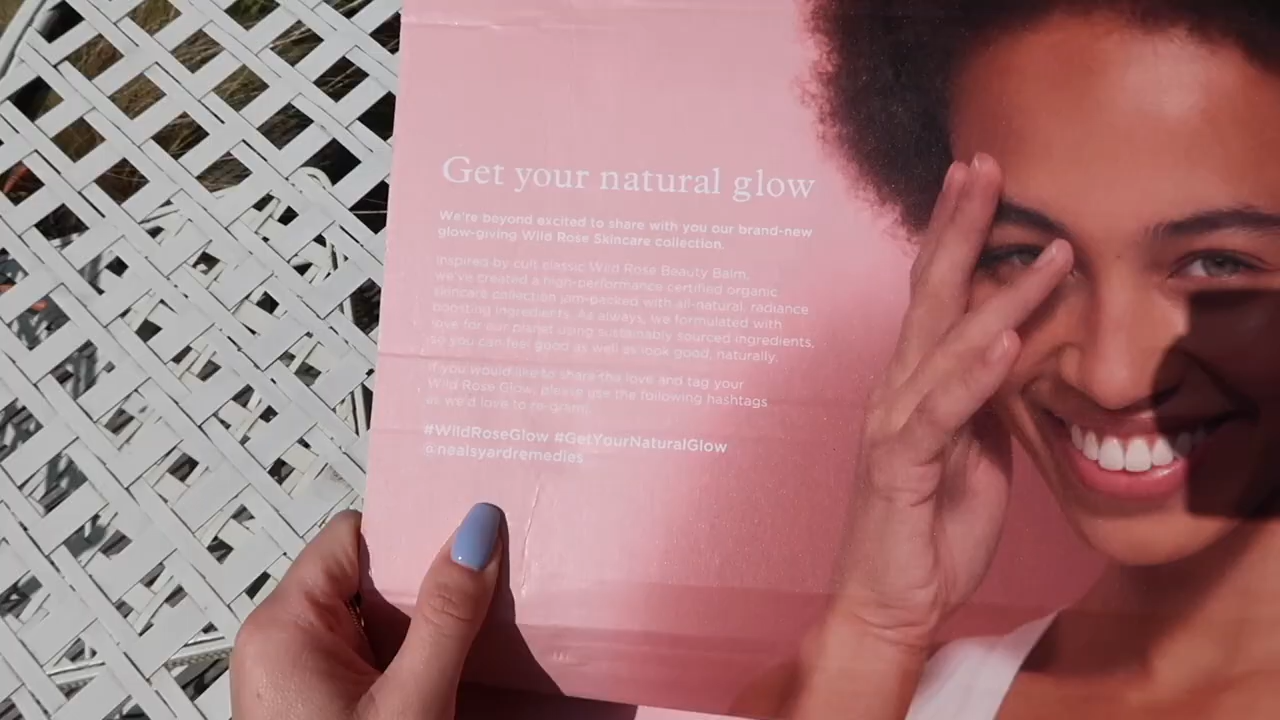 Get your natural glow
We're beyond excited to share with you our brand-new
glow-giving Wild Rose Skincare collection.
Inspired by cult classic Wild Rose Beauty Balm,
we've created a high-performance certified organic
skincare collection jam-packed with all-natural, radiance
boosting ingredients. As always, we formulated with
love for our planet using sustainably sourced ingredients,
so you can feel good as well as look good, naturally.
If you would like to share the love and tag your
Wild Rose Glow, please use the following hashtags
as we'd love to re-gram!
#WildRoseGlow #GetYourNaturalGlow
@nealsyardremedies